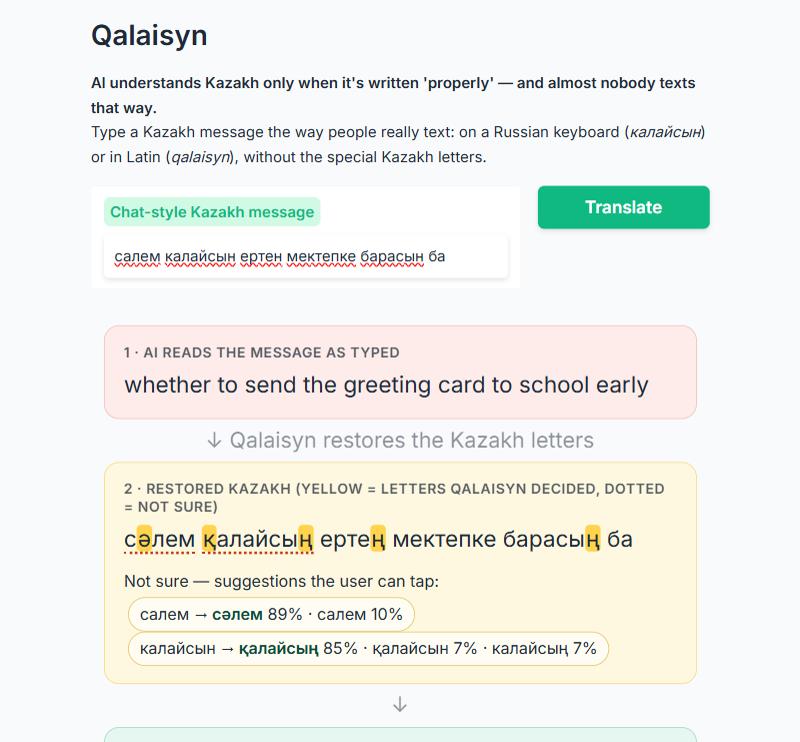 Qalaisyn
AI understands Kazakh only when it's written 'properly' — and almost nobody texts
that way.
Type a Kazakh message the way people really text: on a Russian keyboard (калайсын)
or in Latin (qalaisyn), without the special Kazakh letters.
Chat-style Kazakh message
Translate
салем калайсын ертен мектепке барасын ба
1 · AI READS THE MESSAGE AS TYPED
whether to send the greeting card to school early
↓ Qalaisyn restores the Kazakh letters
2 · RESTORED KAZAKH (YELLOW = LETTERS QALAISYN DECIDED, DOTTED
= NOT SURE)
сәлем қалайсың ертең мектепке барасың ба
Not sure — suggestions the user can tap:
салем → сәлем 89% · салем 10%
калайсын → қалайсың 85% · қалайсын 7% · калайсың 7%
↓